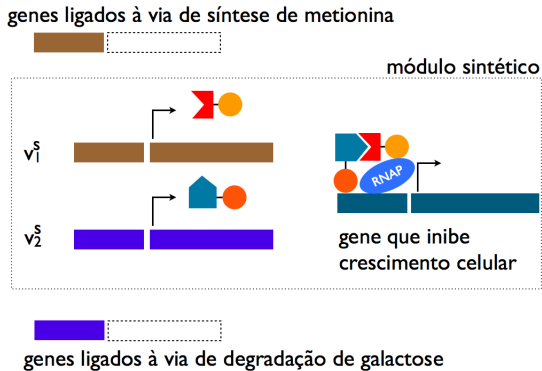 genes ligados à via de síntese de metionina
módulo sintético
v₁ˢ
RNAP
v₂ˢ
gene que inibe
crescimento celular
genes ligados à via de degradação de galactose